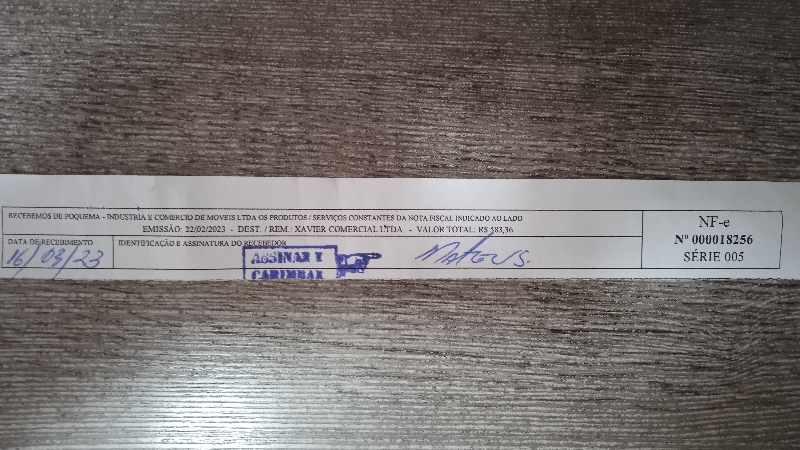 RECEBEMOS DE POQUEMA - INDUSTRIA E COMERCIO DE MOVEIS LTDA OS PRODUTOS / SERVIÇOS CONSTANTES DA NOTA FISCAL INDICADO AO LADO
EMISSÃO: 22/02/2023 - DEST. / REM.: XAVIER COMERCIAL LTDA. - VALOR TOTAL: R$ 383,36
DATA DE RECEBIMENTO
16/03/23
IDENTIFICAÇÃO E ASSINATURA DO RECEBEDOR
ASSINAR Y
CARIMBAR
MATEUS.
NF-e
Nº 000018256
SÉRIE 005